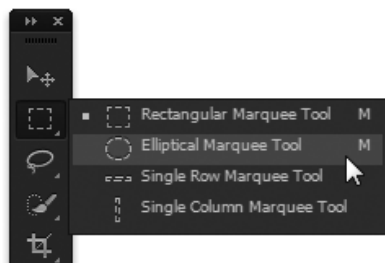 Rectangular Marquee Tool M
Elliptical Marquee Tool M
Single Row Marquee Tool
Single Column Marquee Tool